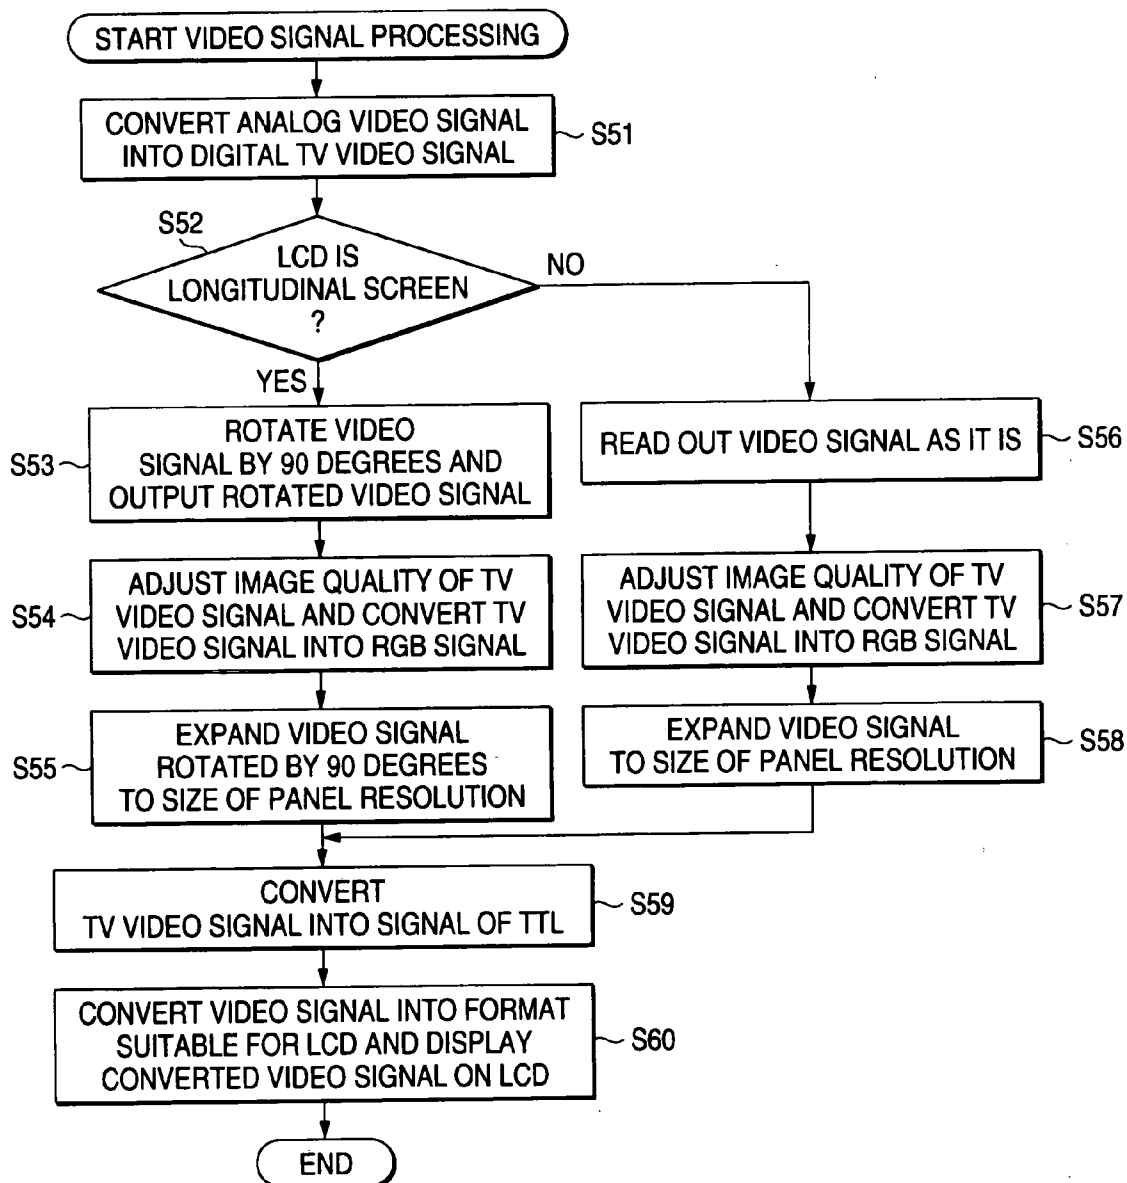 START VIDEO SIGNAL PROCESSING
CONVERT ANALOG VIDEO SIGNAL
INTO DIGITAL TV VIDEO SIGNAL
S51
S52
LCD IS
LONGITUDINAL SCREEN
?
NO
YES
S53
ROTATE VIDEO
SIGNAL BY 90 DEGREES AND
OUTPUT ROTATED VIDEO SIGNAL
READ OUT VIDEO SIGNAL AS IT IS
S56
S54
ADJUST IMAGE QUALITY OF TV
VIDEO SIGNAL AND CONVERT TV
VIDEO SIGNAL INTO RGB SIGNAL
ADJUST IMAGE QUALITY OF TV
VIDEO SIGNAL AND CONVERT TV
VIDEO SIGNAL INTO RGB SIGNAL
S57
S55
EXPAND VIDEO SIGNAL
ROTATED BY 90 DEGREES
TO SIZE OF PANEL RESOLUTION
EXPAND VIDEO SIGNAL
TO SIZE OF PANEL RESOLUTION
S58
CONVERT
TV VIDEO SIGNAL INTO SIGNAL OF TTL
S59
CONVERT VIDEO SIGNAL INTO FORMAT
SUITABLE FOR LCD AND DISPLAY
CONVERTED VIDEO SIGNAL ON LCD
S60
END